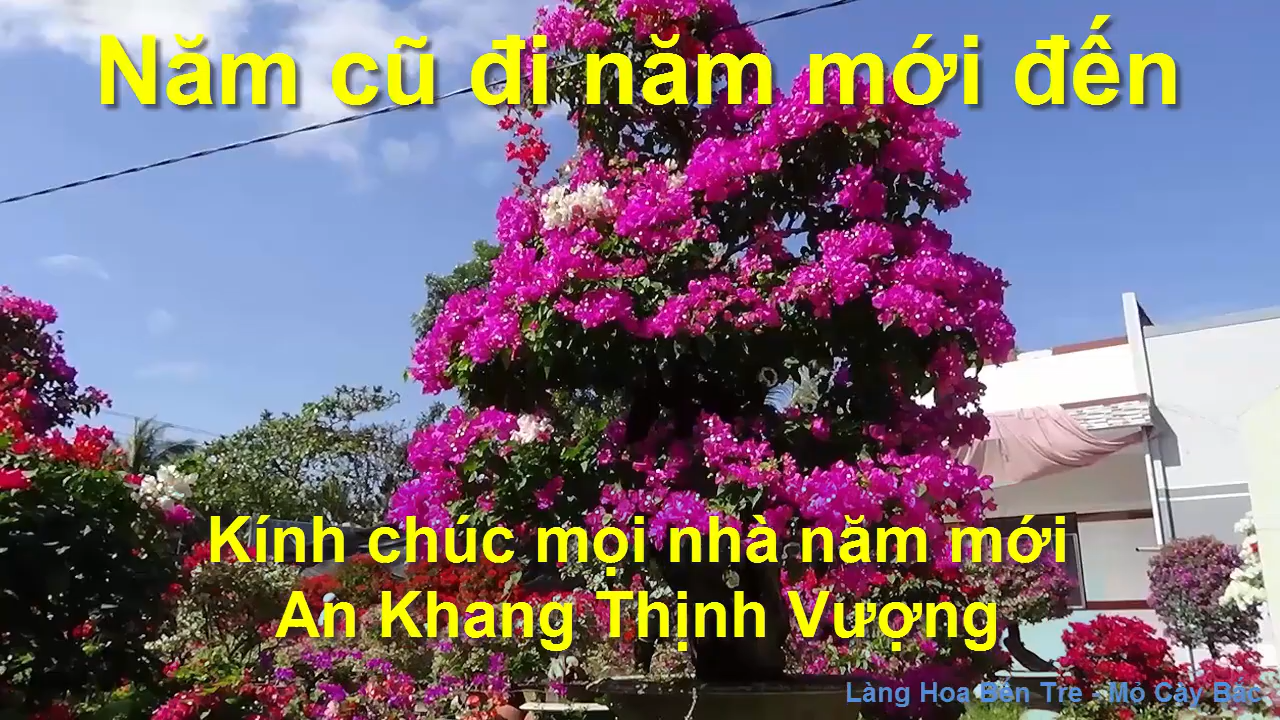 Năm cũ đi năm mới đến
Kính chúc mọi nhà năm mới
An Khang Thịnh Vượng
Làng Hoa Bến Tre - Mỏ Cày Bắc